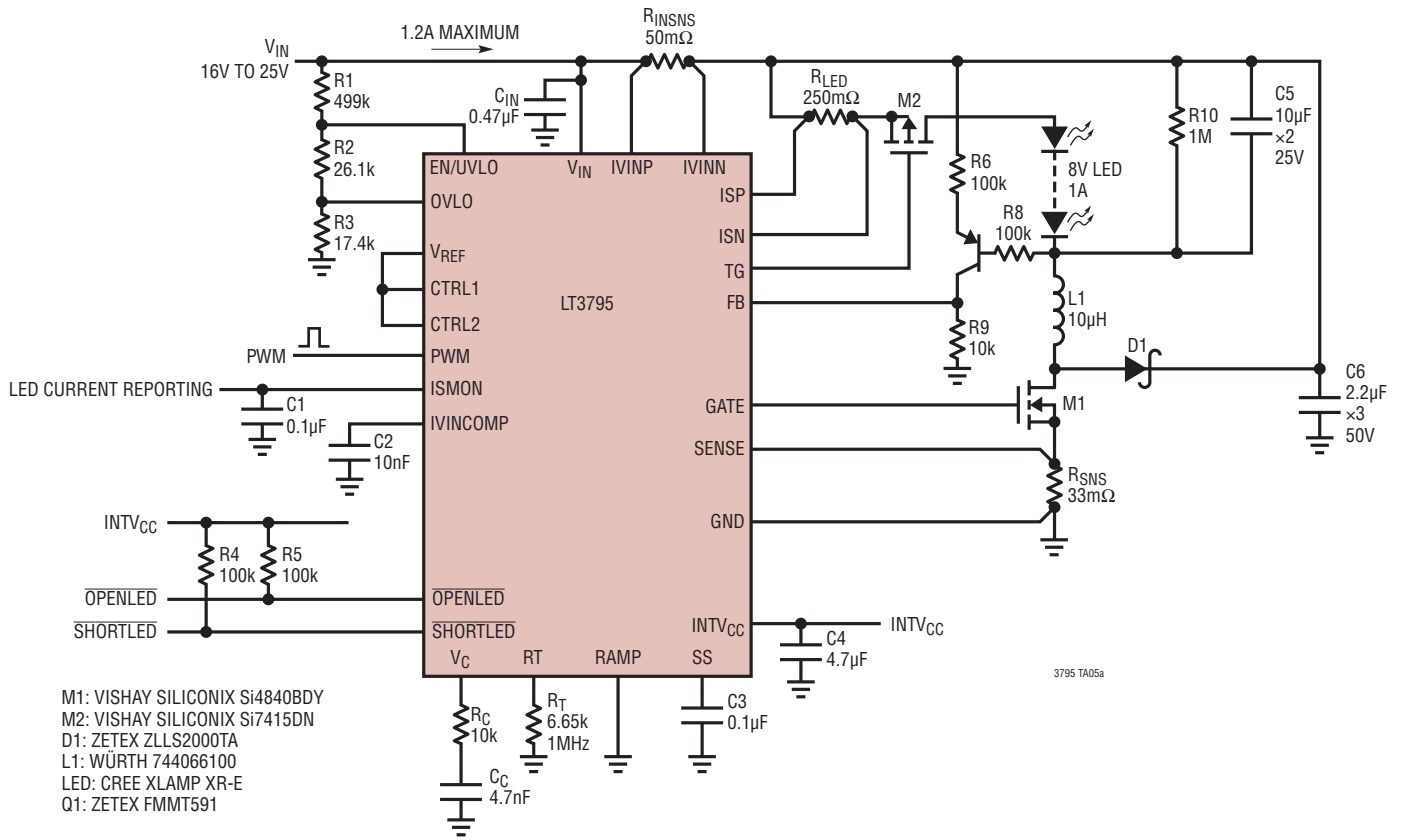 V_IN
16V TO 25V
1.2A MAXIMUM
R_INSNS
50mΩ
R1
499k
C_IN
0.47µF
R_LED
250mΩ
M2
R2
26.1k
R3
17.4k
EN/UVLO
V_IN
IVINP
IVINN
OVLO
ISP
ISN
V_REF
CTRL1
CTRL2
TG
FB
LT3795
PWM
PWM
LED CURRENT REPORTING
ISMON
C1
0.1µF
IVINCOMP
C2
10nF
GATE
SENSE
GND
R6
100k
R8
100k
R9
10k
8V LED
1A
R10
1M
C5
10µF
×2
25V
L1
10µH
D1
M1
C6
2.2µF
×3
50V
R_SNS
33mΩ
INTV_CC
R4
100k
R5
100k
OPENLED
OPENLED
SHORTLED
SHORTLED
INTV_CC
INTV_CC
C4
4.7µF
V_C
RT
RAMP
SS
R_C
10k
C_C
4.7nF
R_T
6.65k
1MHz
C3
0.1µF
3795 TA05a
M1: VISHAY SILICONIX Si4840BDY
M2: VISHAY SILICONIX Si7415DN
D1: ZETEX ZLLS2000TA
L1: WÜRTH 744066100
LED: CREE XLAMP XR-E
Q1: ZETEX FMMT591